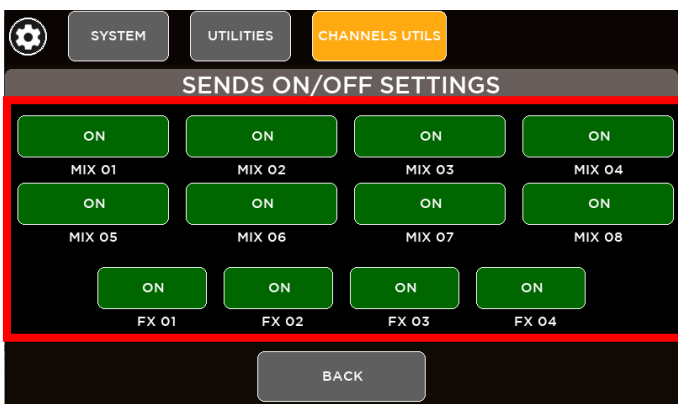 SYSTEM UTILITIES CHANNELS UTILS
SENDS ON/OFF SETTINGS
ON ON ON ON
MIX 01 MIX 02 MIX 03 MIX 04
ON ON ON ON
MIX 05 MIX 06 MIX 07 MIX 08
ON ON ON ON
FX 01 FX 02 FX 03 FX 04
BACK